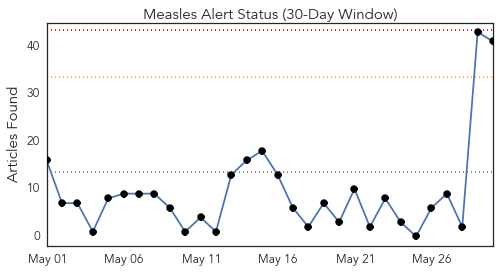 Measles Alert Status (30-Day Window)
Articles Found
40
30
20
10
0
May 01 May 06 May 11 May 16 May 21 May 26